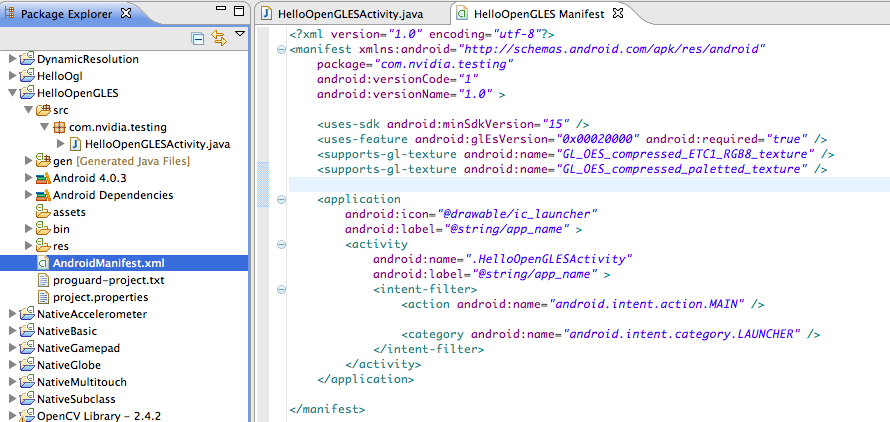 Package Explorer
DynamicResolution
HelloOgl
HelloOpenGLES
src
com.nvidia.testing
HelloOpenGLESActivity.java
gen [Generated Java Files]
Android 4.0.3
Android Dependencies
assets
bin
res
AndroidManifest.xml
proguard-project.txt
project.properties
NativeAccelerometer
NativeBasic
NativeGamepad
NativeGlobe
NativeMultitouch
NativeSubclass
OpenCV Library - 2.4.2
HelloOpenGLESActivity.java
HelloOpenGLES Manifest
<?xml version="1.0" encoding="utf-8"?>
<manifest xmlns:android="http://schemas.android.com/apk/res/android"
package="com.nvidia.testing"
android:versionCode="1"
android:versionName="1.0" >
<uses-sdk android:minSdkVersion="15" />
<uses-feature android:glEsVersion="0x00020000" android:required="true" />
<supports-gl-texture android:name="GL_OES_compressed_ETC1_RGB8_texture" />
<supports-gl-texture android:name="GL_OES_compressed_paletted_texture" />
<application
android:icon="@drawable/ic_launcher"
android:label="@string/app_name" >
<activity
android:name=".HelloOpenGLESActivity"
android:label="@string/app_name" >
<intent-filter>
<action android:name="android.intent.action.MAIN" />
<category android:name="android.intent.category.LAUNCHER" />
</intent-filter>
</activity>
</application>
</manifest>